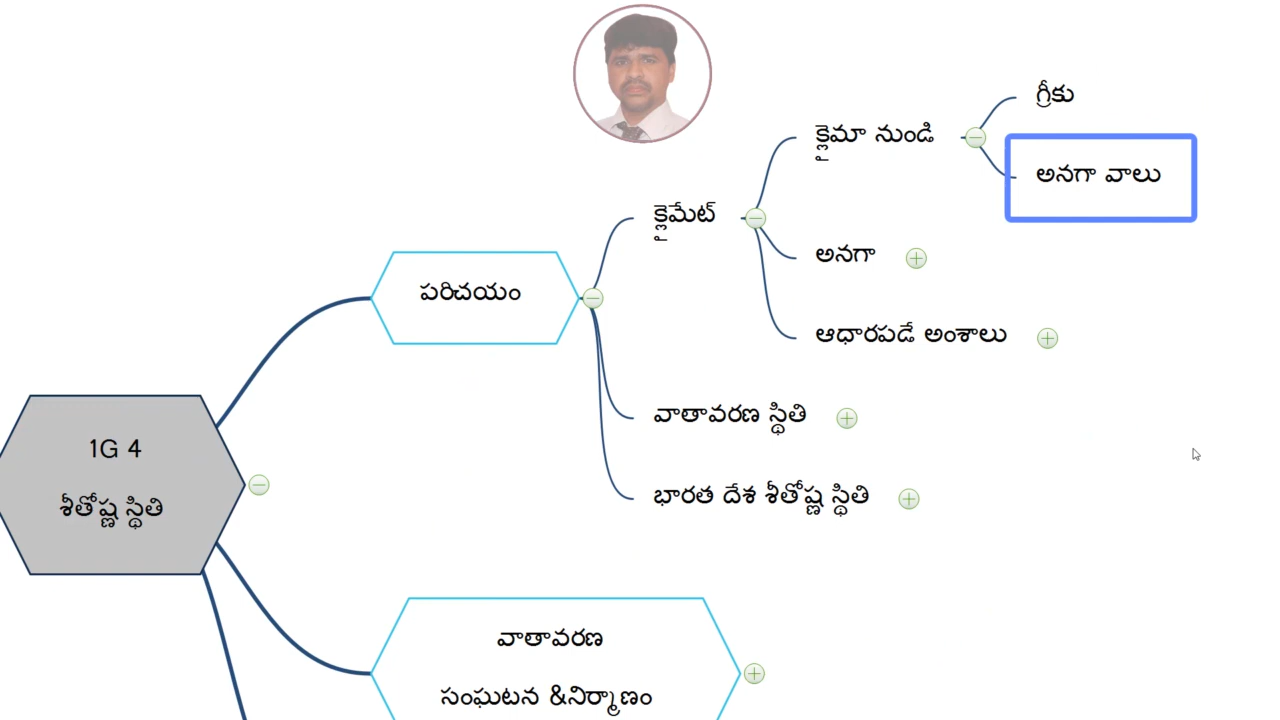 గ్రీకు
క్లైమా నుండి
అనగా వాలు
క్లైమేట్
అనగా
పరిచయం
ఆధారపడే అంశాలు
వాతావరణ స్థితి
1G 4
శీతోష్ణ స్థితి
భారత దేశ శీతోష్ణ స్థితి
వాతావరణ
సంఘటన &నిర్మాణం